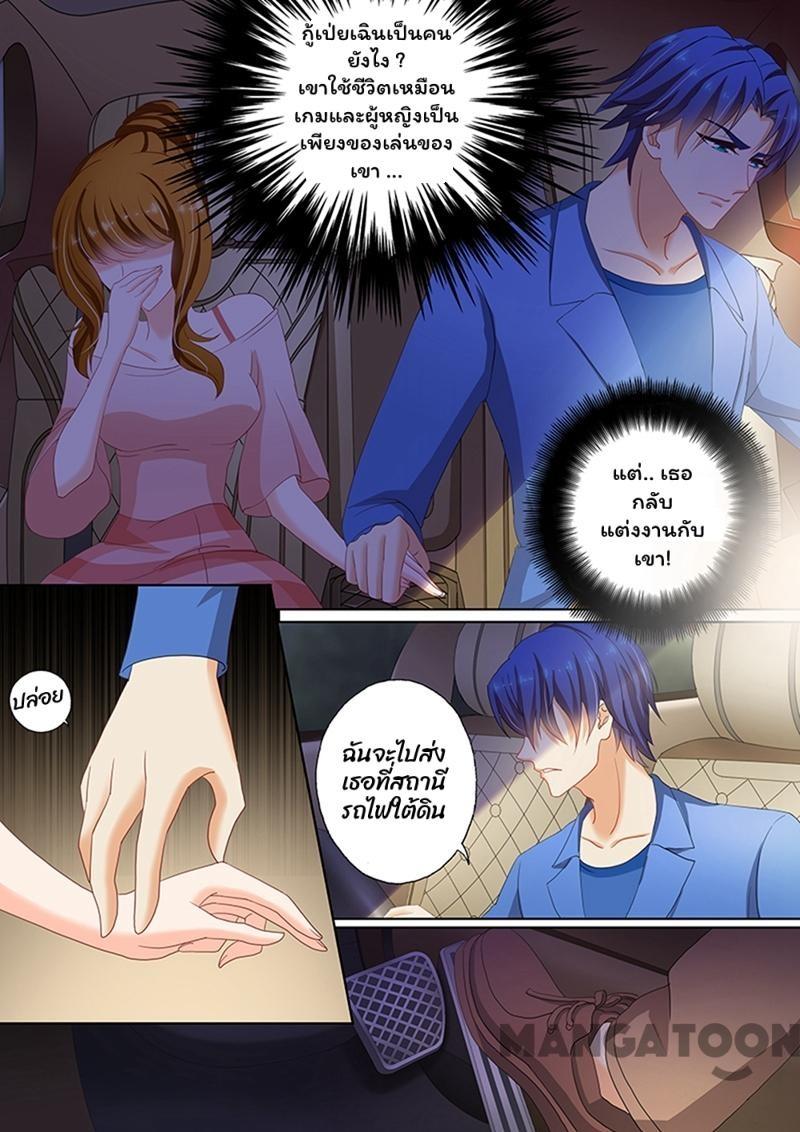 กู้เป่ยเฉินเป็นคน
ยังไง ?
เขาใช้ชีวิตเหมือน
เกมและผู้หญิงเป็น
เพียงของเล่นของ
เขา ...
แต่.. เธอ
กลับ
แต่งงานกับ
เขา!
ปล่อย
ฉันจะไปส่ง
เธอที่สถานี
รถไฟใต้ดิน
MANGATOON